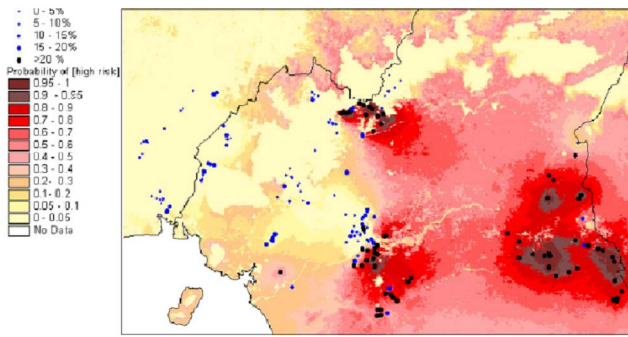 0 - 5%
5 - 10%
10 - 15%
15 - 20%
>20 %
Probability of [high risk]
0.95 - 1
0.9 - 0.95
0.8 - 0.9
0.7 - 0.8
0.6 - 0.7
0.5 - 0.6
0.4 - 0.5
0.3 - 0.4
0.2 - 0.3
0.1 - 0.2
0.05 - 0.1
0 - 0.05
No Data